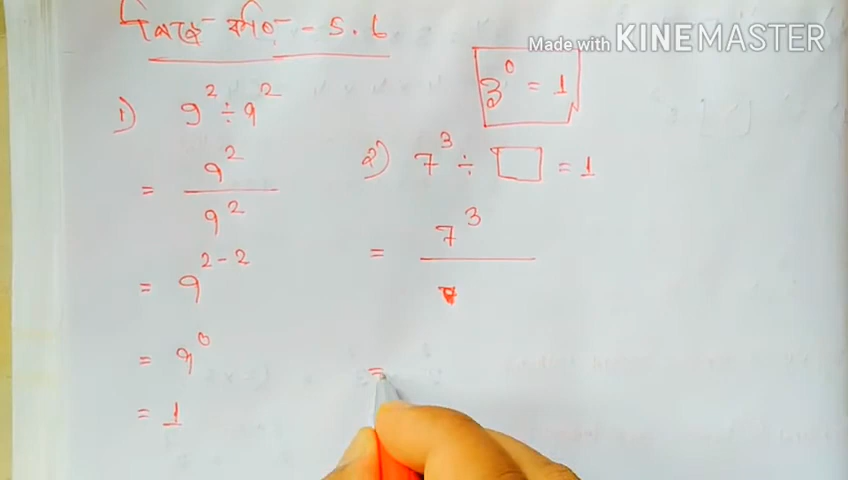 নিজে করি - 5.6
Made with KINEMASTER
3⁰ = 1
1) 9² ÷ 9²
= 9² / 9²
= 9²⁻²
= 9⁰
= 1
2) 7³ ÷ □ = 1
= 7³ /
=